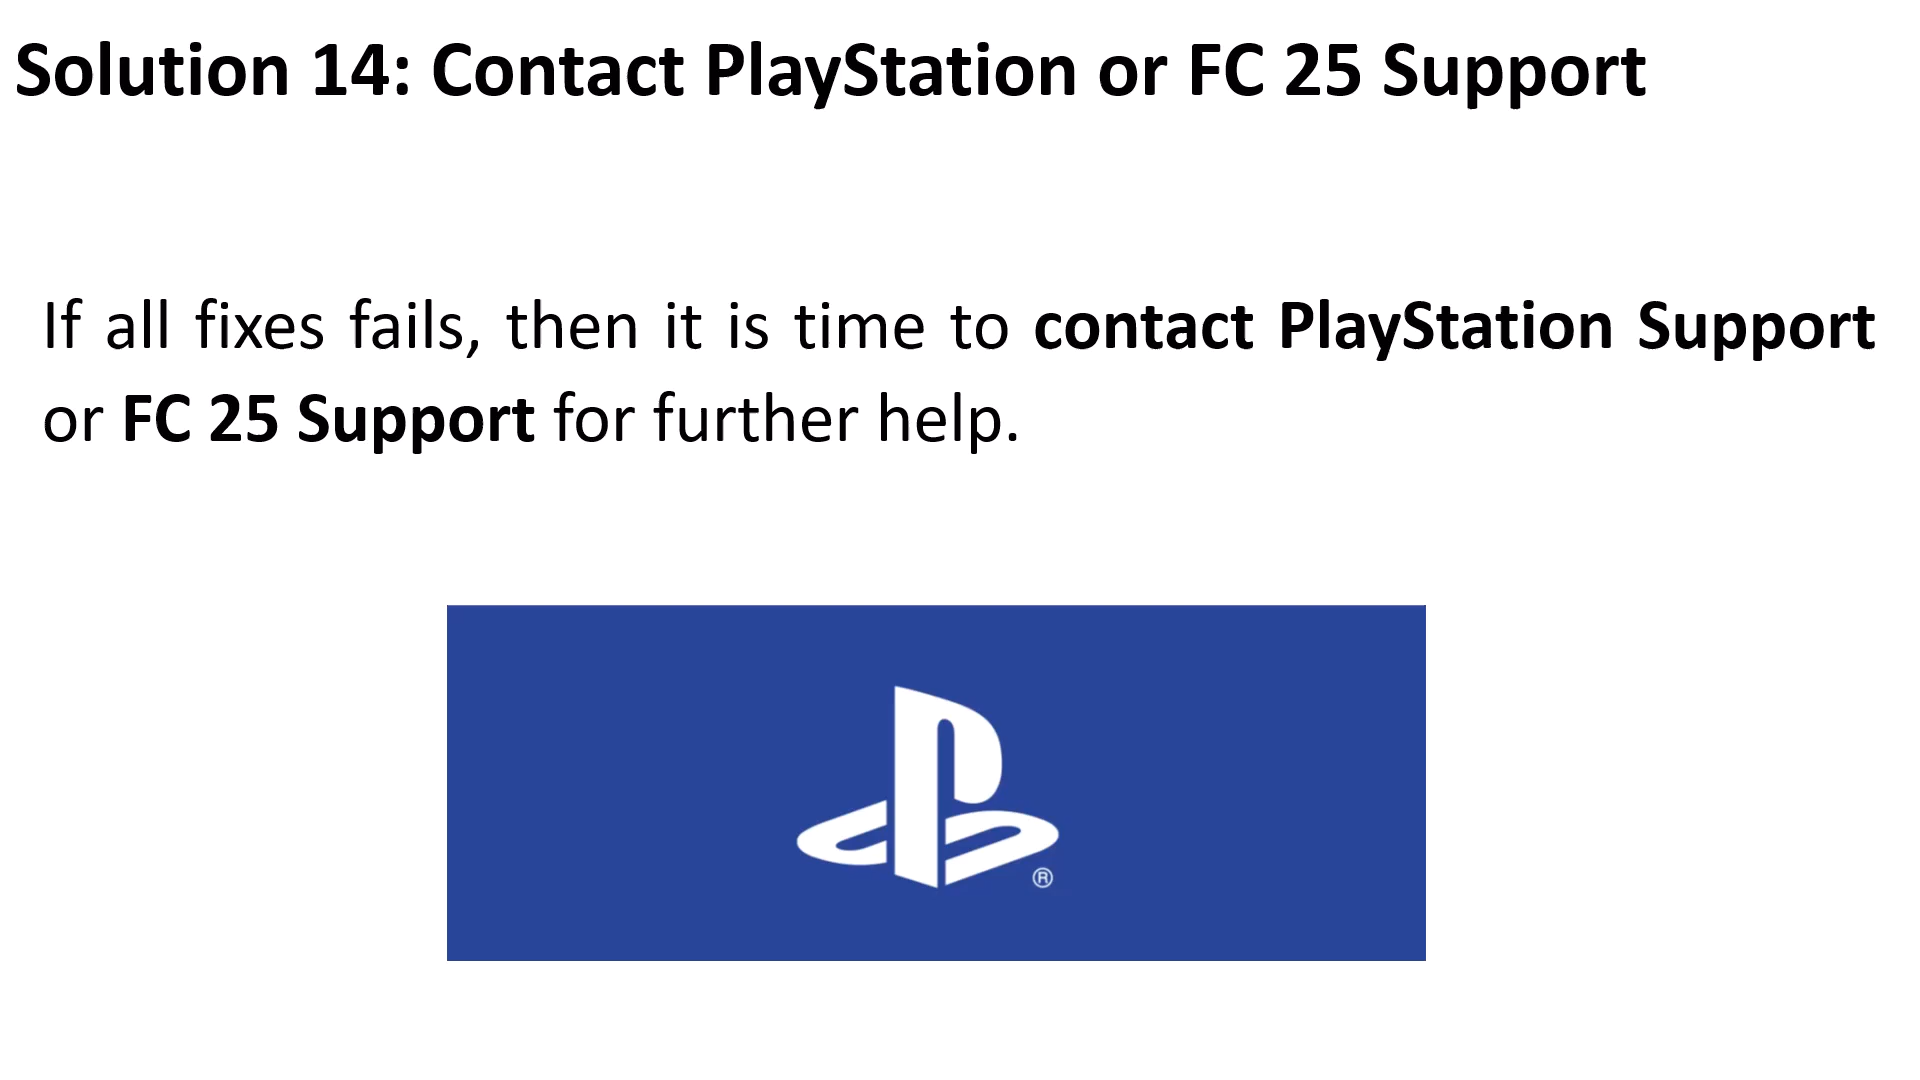 Solution 14: Contact PlayStation or FC 25 Support
If all fixes fails, then it is time to contact PlayStation Support
or FC 25 Support for further help.
®